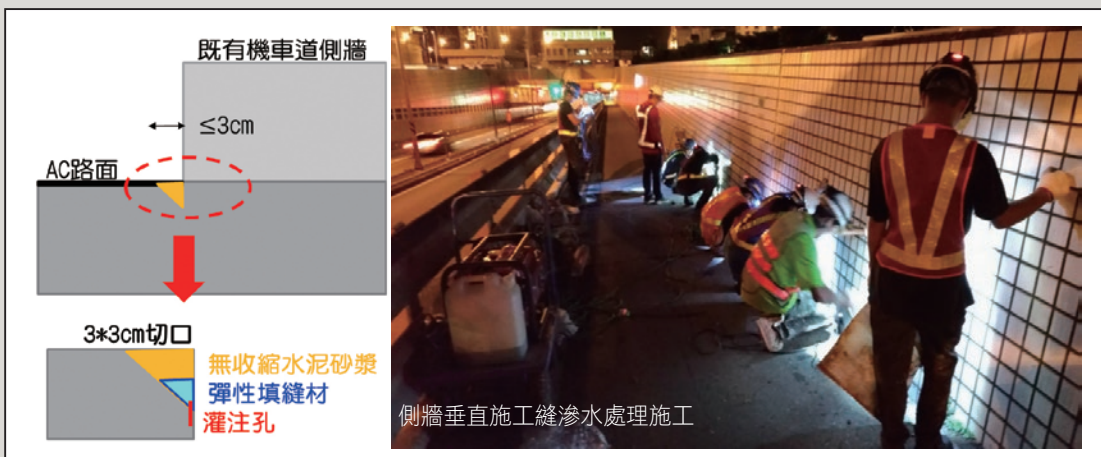 既有機車道側牆
≤3cm
AC路面
3*3cm切口
無收縮水泥砂漿
彈性填縫材
灌注孔
側牆垂直施工縫滲水處理施工